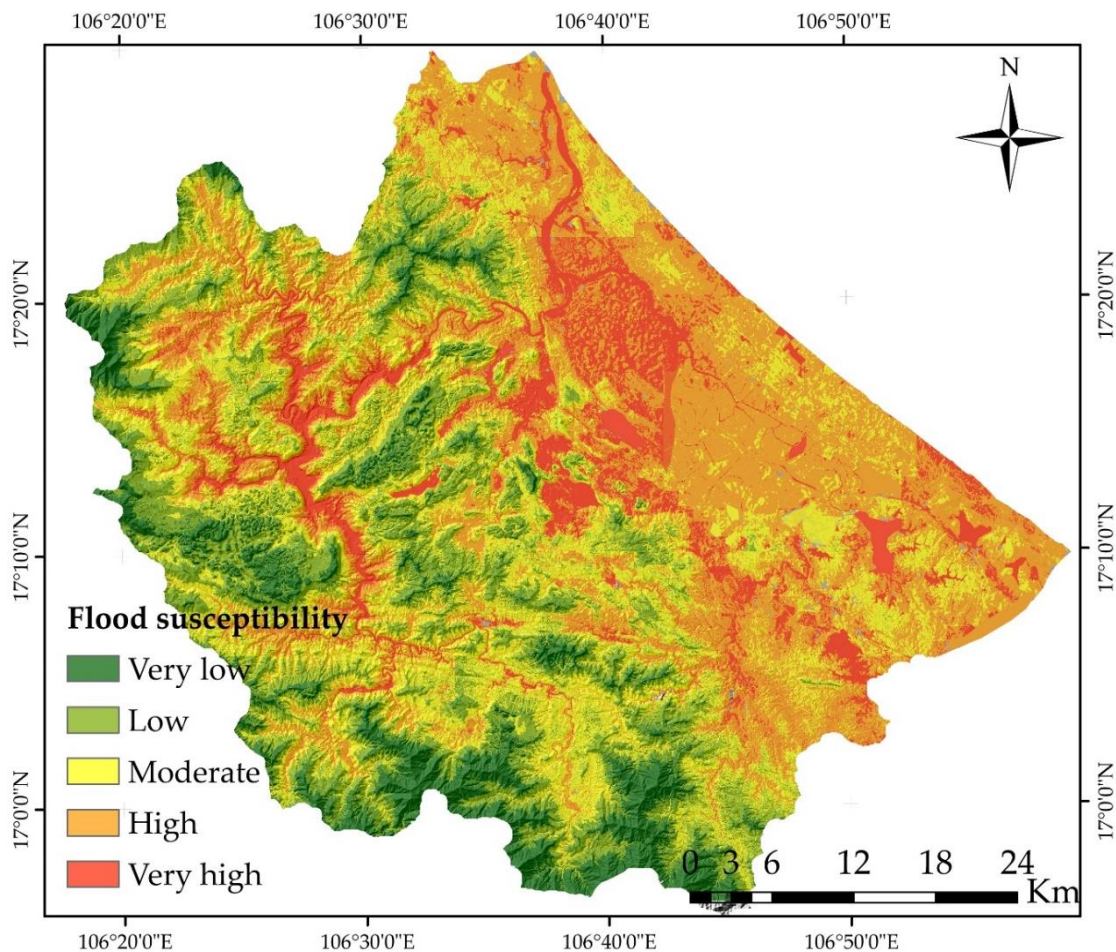 106°20'0"E 106°30'0"E 106°40'0"E 106°50'0"E
N
17°20'0"N 17°20'0"N
17°10'0"N 17°10'0"N
Flood susceptibility
Very low
Low
Moderate
High
Very high
17°0'0"N 17°0'0"N
0 3 6 12 18 24
Km
106°20'0"E 106°30'0"E 106°40'0"E 106°50'0"E